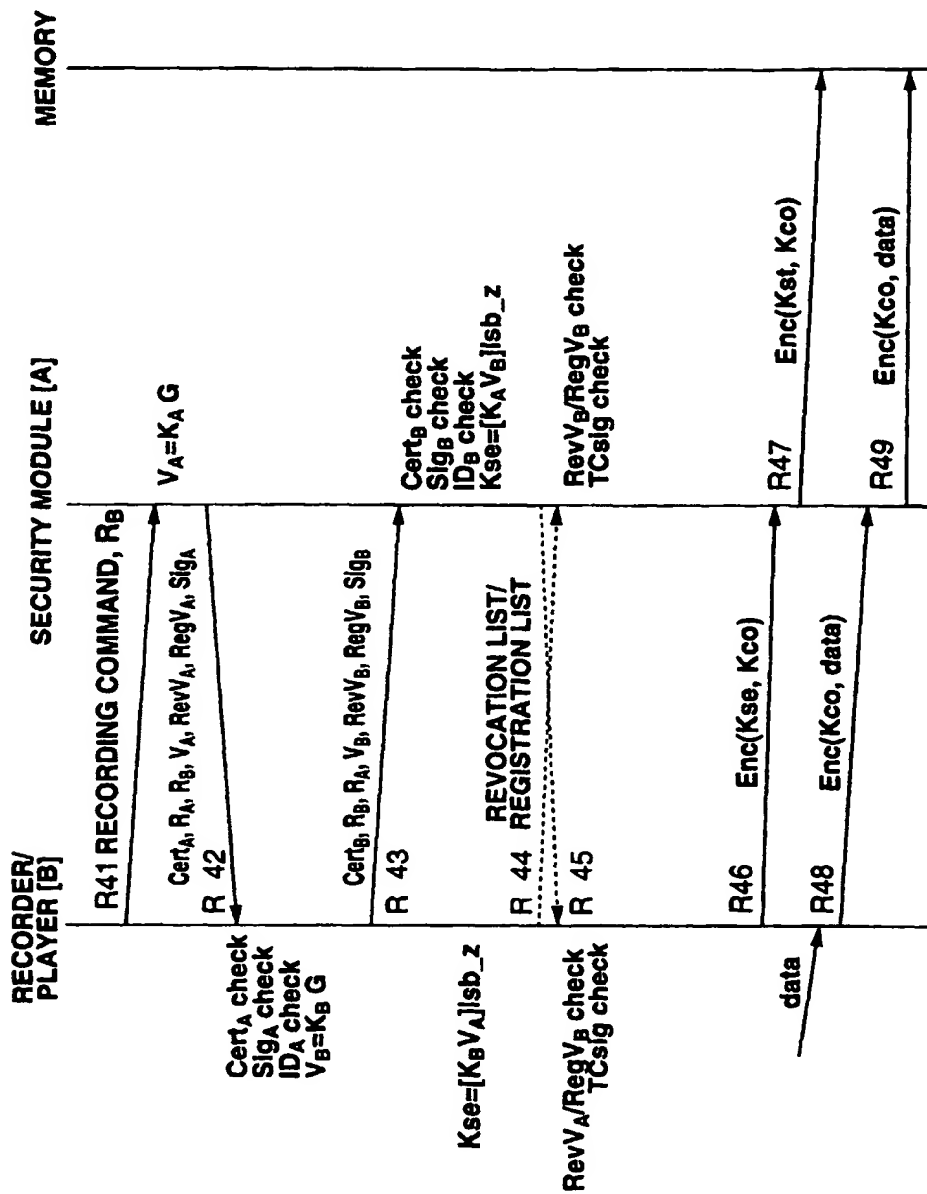 RECORDER/
PLAYER [B]
SECURITY MODULE [A]
MEMORY
R41 RECORDING COMMAND, RB
VA=KA G
CertA, RA, RB, VA, RevVA, RegVA, SigA
R 42
CertA check
SigA check
IDA check
VB=KB G
CertB, RB, RA, VB, RevVB, RegVB, SigB
R 43
CertB check
SigB check
IDB check
Kse=[KAVB]lsb_z
Kse=[KBVA]lsb_z
REVOCATION LIST/
REGISTRATION LIST
R 44
R 45
RevVB/RegVB check
TCsig check
RevVA/RegVB check
TCsig check
R46
Enc(Kse, Kco)
R47
Enc(Kst, Kco)
data
R48
Enc(Kco, data)
R49
Enc(Kco, data)